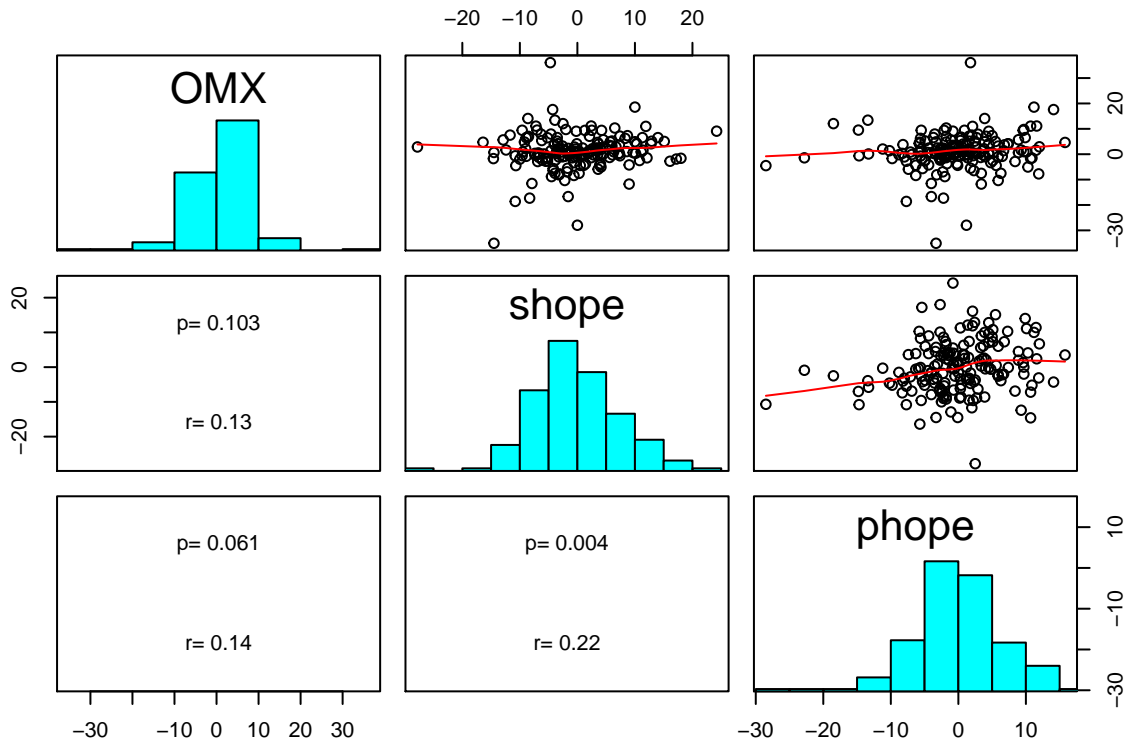 −20 −10 0 10 20
OMX
−30 0 20
shope
−20 0 20
p= 0.103
r= 0.13
phope
p= 0.061
r= 0.14
p= 0.004
r= 0.22
−30 −10 10
−30 −10 0 10 20 30
−30 −20 −10 0 10